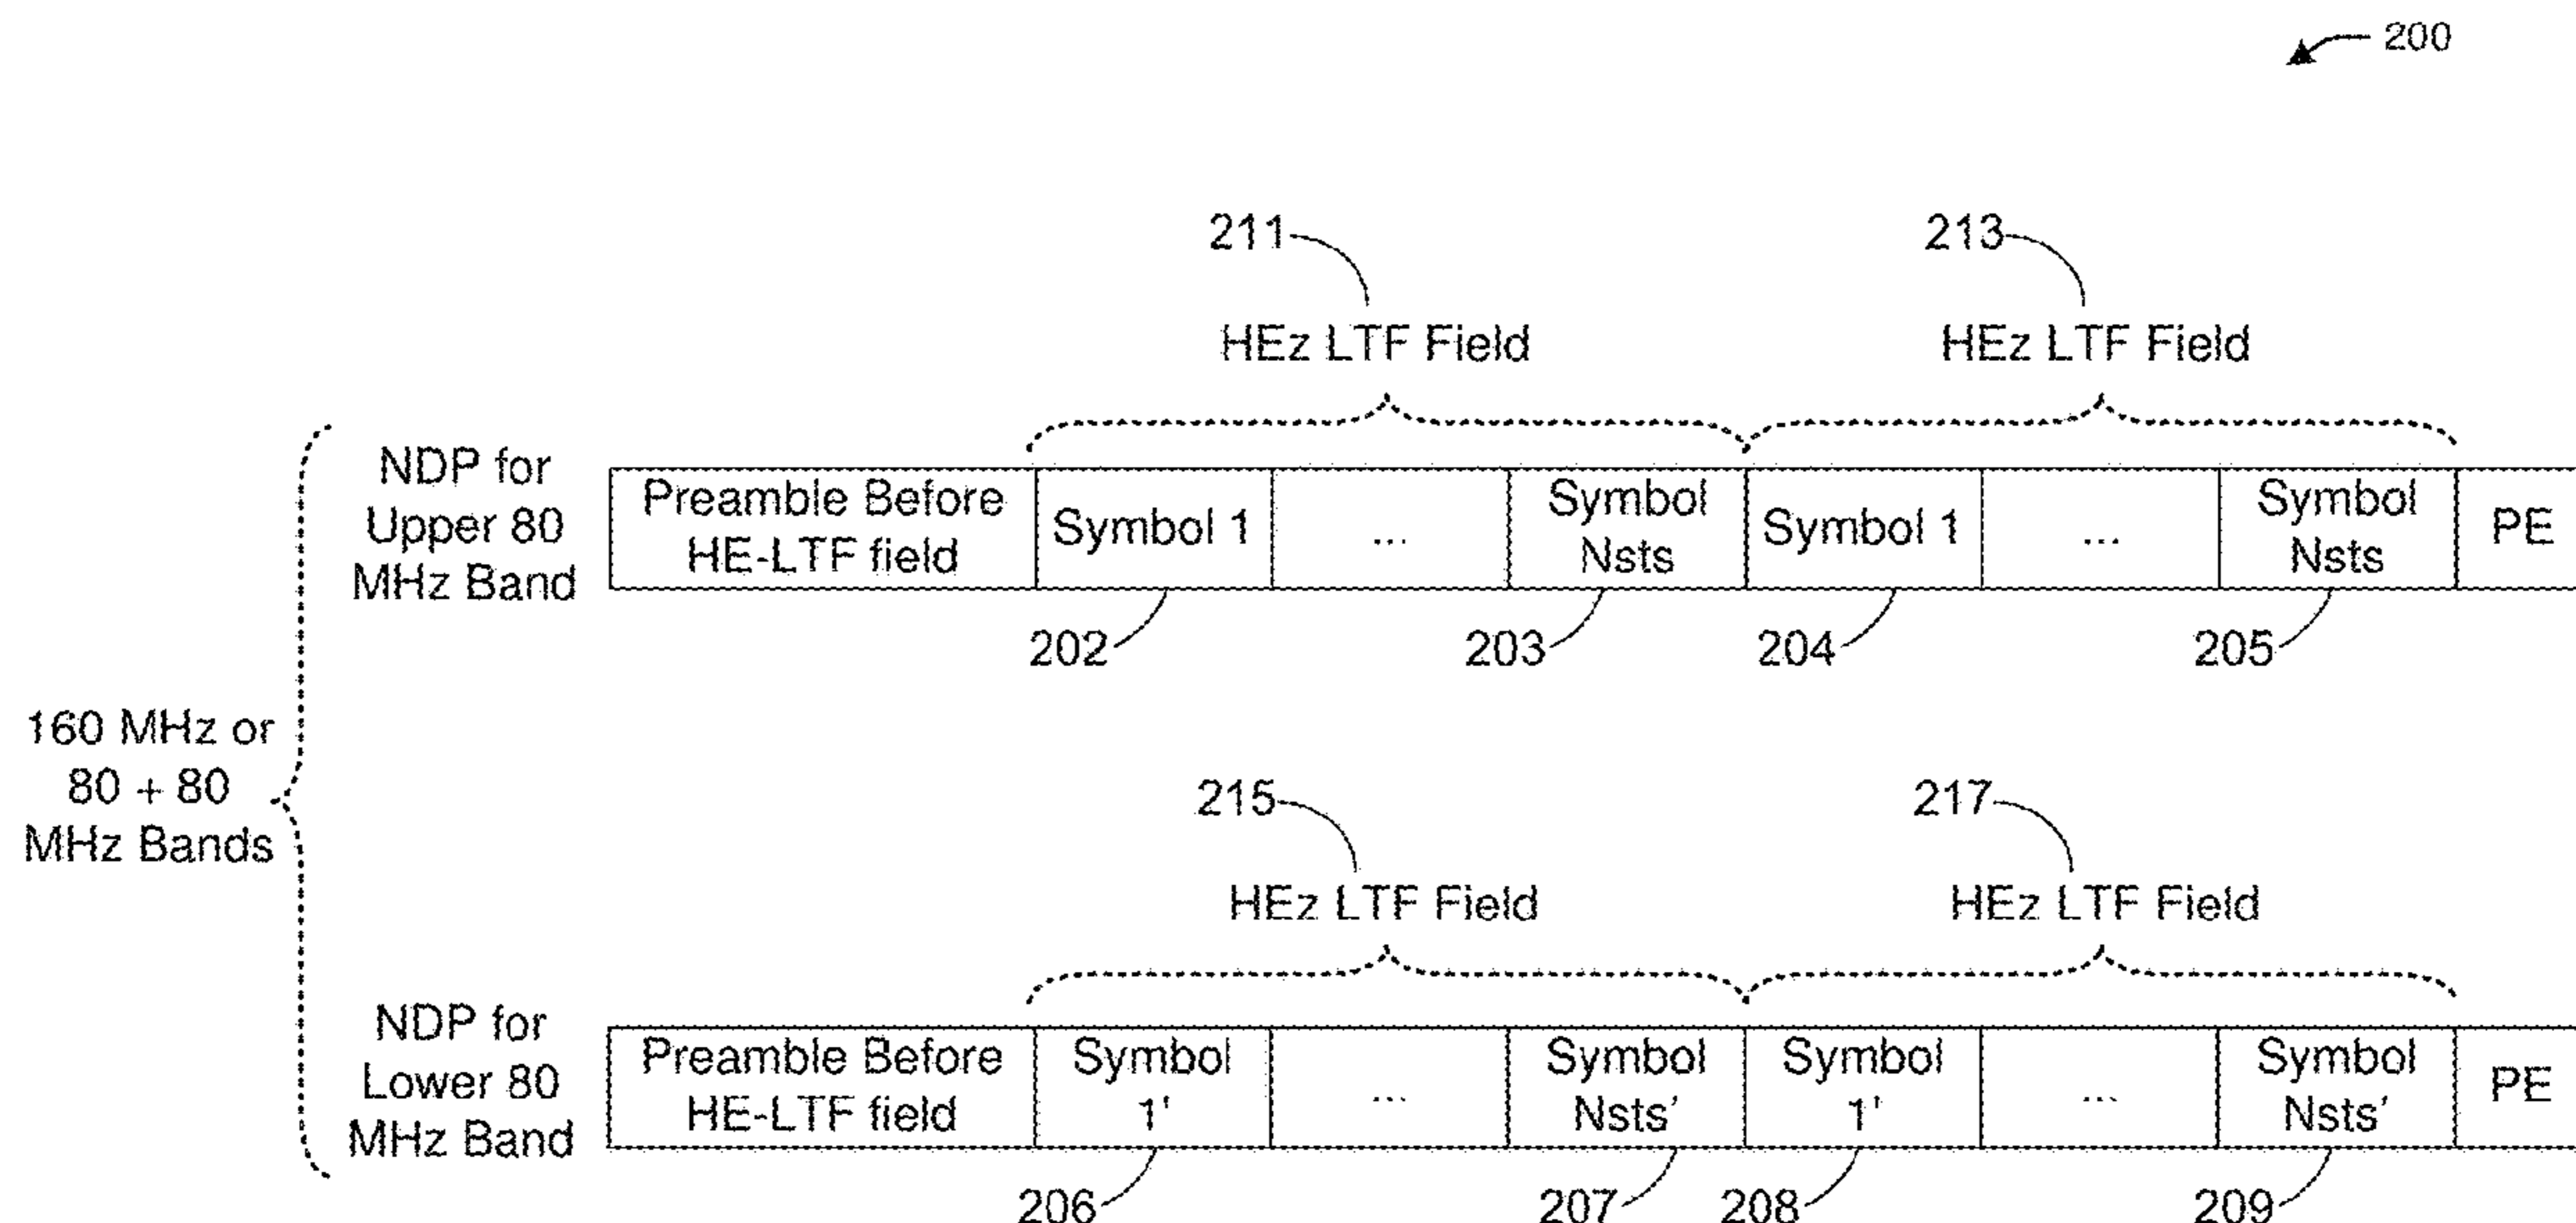 200
211
213
HEz LTF Field
HEz LTF Field
NDP for
Upper 80
MHz Band
Preamble Before
HE-LTF field
Symbol 1
...
Symbol
Nsts
Symbol 1
...
Symbol
Nsts
PE
202
203
204
205
160 MHz or
80 + 80
MHz Bands
215
217
HEz LTF Field
HEz LTF Field
NDP for
Lower 80
MHz Band
Preamble Before
HE-LTF field
Symbol
1'
...
Symbol
Nsts'
Symbol
1'
...
Symbol
Nsts'
PE
206
207
208
209